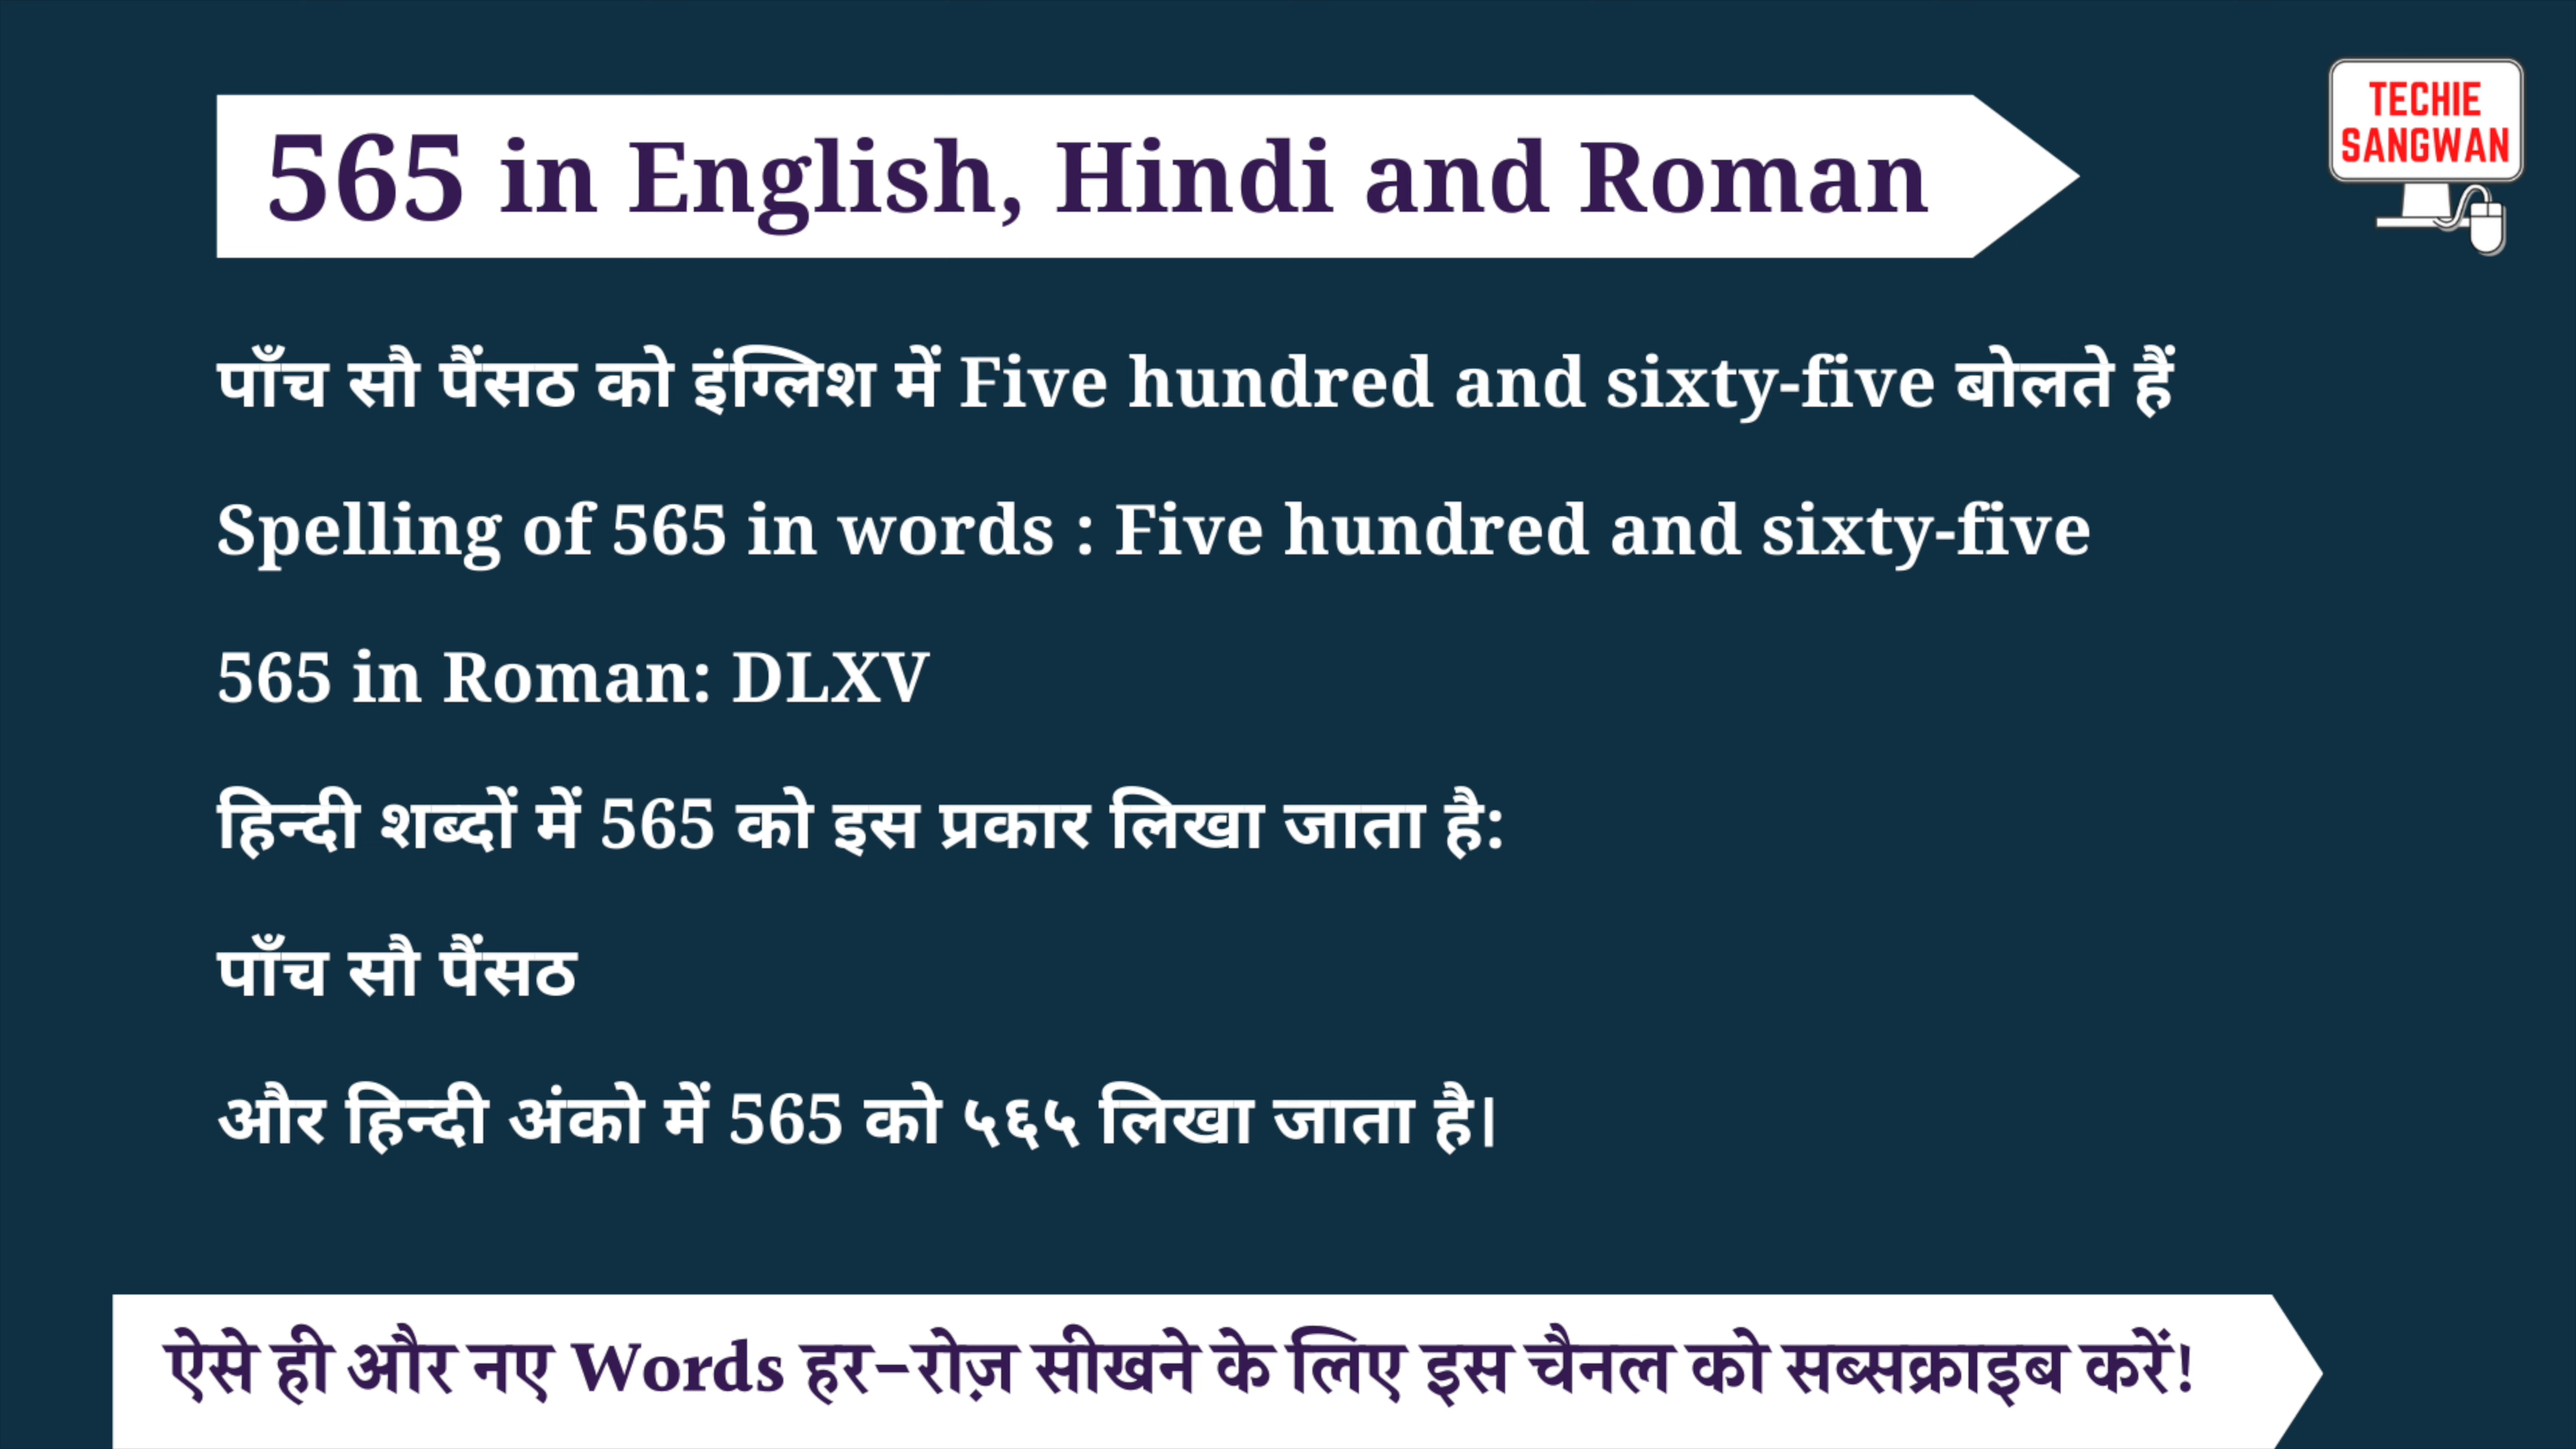 565 in English, Hindi and Roman
TECHIE
SANGWAN
पाँच सौ पैंसठ को इंग्लिश में Five hundred and sixty-five बोलते हैं
Spelling of 565 in words : Five hundred and sixty-five
565 in Roman: DLXV
हिन्दी शब्दों में 565 को इस प्रकार लिखा जाता है:
पाँच सौ पैंसठ
और हिन्दी अंको में 565 को ५६५ लिखा जाता है।
ऐसे ही और नए Words हर-रोज़ सीखने के लिए इस चैनल को सब्सक्राइब करें!